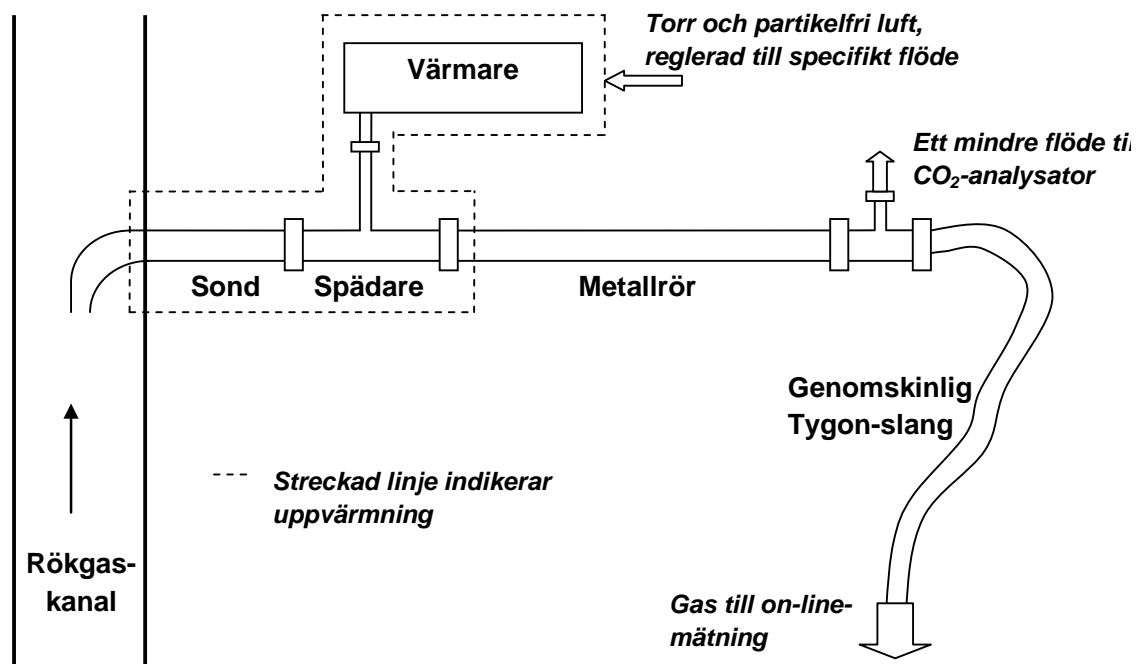 Torr och partikelfri luft,
reglerad till specifikt flöde
Värmare
Ett mindre flöde ti
CO₂-analysator
Sond
Spädare
Metallrör
Genomskinlig
Tygon-slang
Streckad linje indikerar
uppvärmning
Rökgas-
kanal
Gas till on-line-
mätning